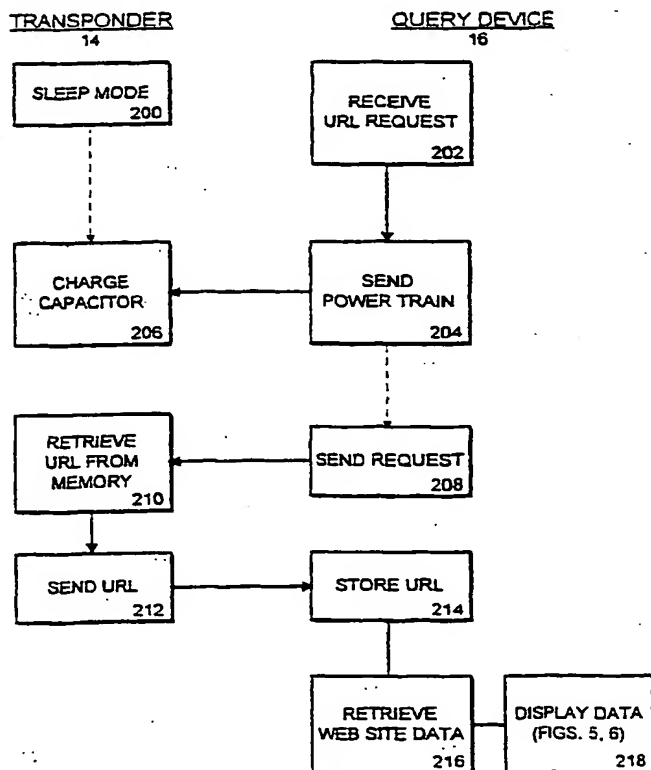 TRANSPONDER
14
QUERY DEVICE
16
SLEEP MODE
200
RECEIVE
URL REQUEST
202
CHARGE
CAPACITOR
206
SEND
POWER TRAIN
204
RETRIEVE
URL FROM
MEMORY
210
SEND REQUEST
208
SEND URL
212
STORE URL
214
RETRIEVE
WEB SITE DATA
216
DISPLAY DATA
(FIGS. 5, 6)
218